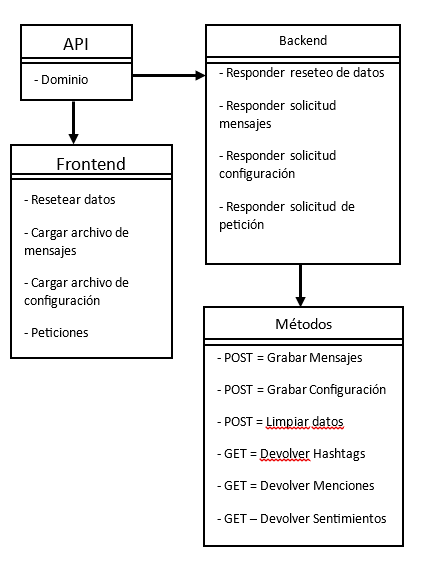 API
- Dominio
Backend
- Responder reseteo de datos
- Responder solicitud
mensajes
- Responder solicitud
configuración
- Responder solicitud de
petición
Frontend
- Resetear datos
- Cargar archivo de
mensajes
- Cargar archivo de
configuración
- Peticiones
Métodos
- POST = Grabar Mensajes
- POST = Grabar Configuración
- POST = Limpiar datos
- GET = Devolver Hashtags
- GET = Devolver Menciones
- GET – Devolver Sentimientos